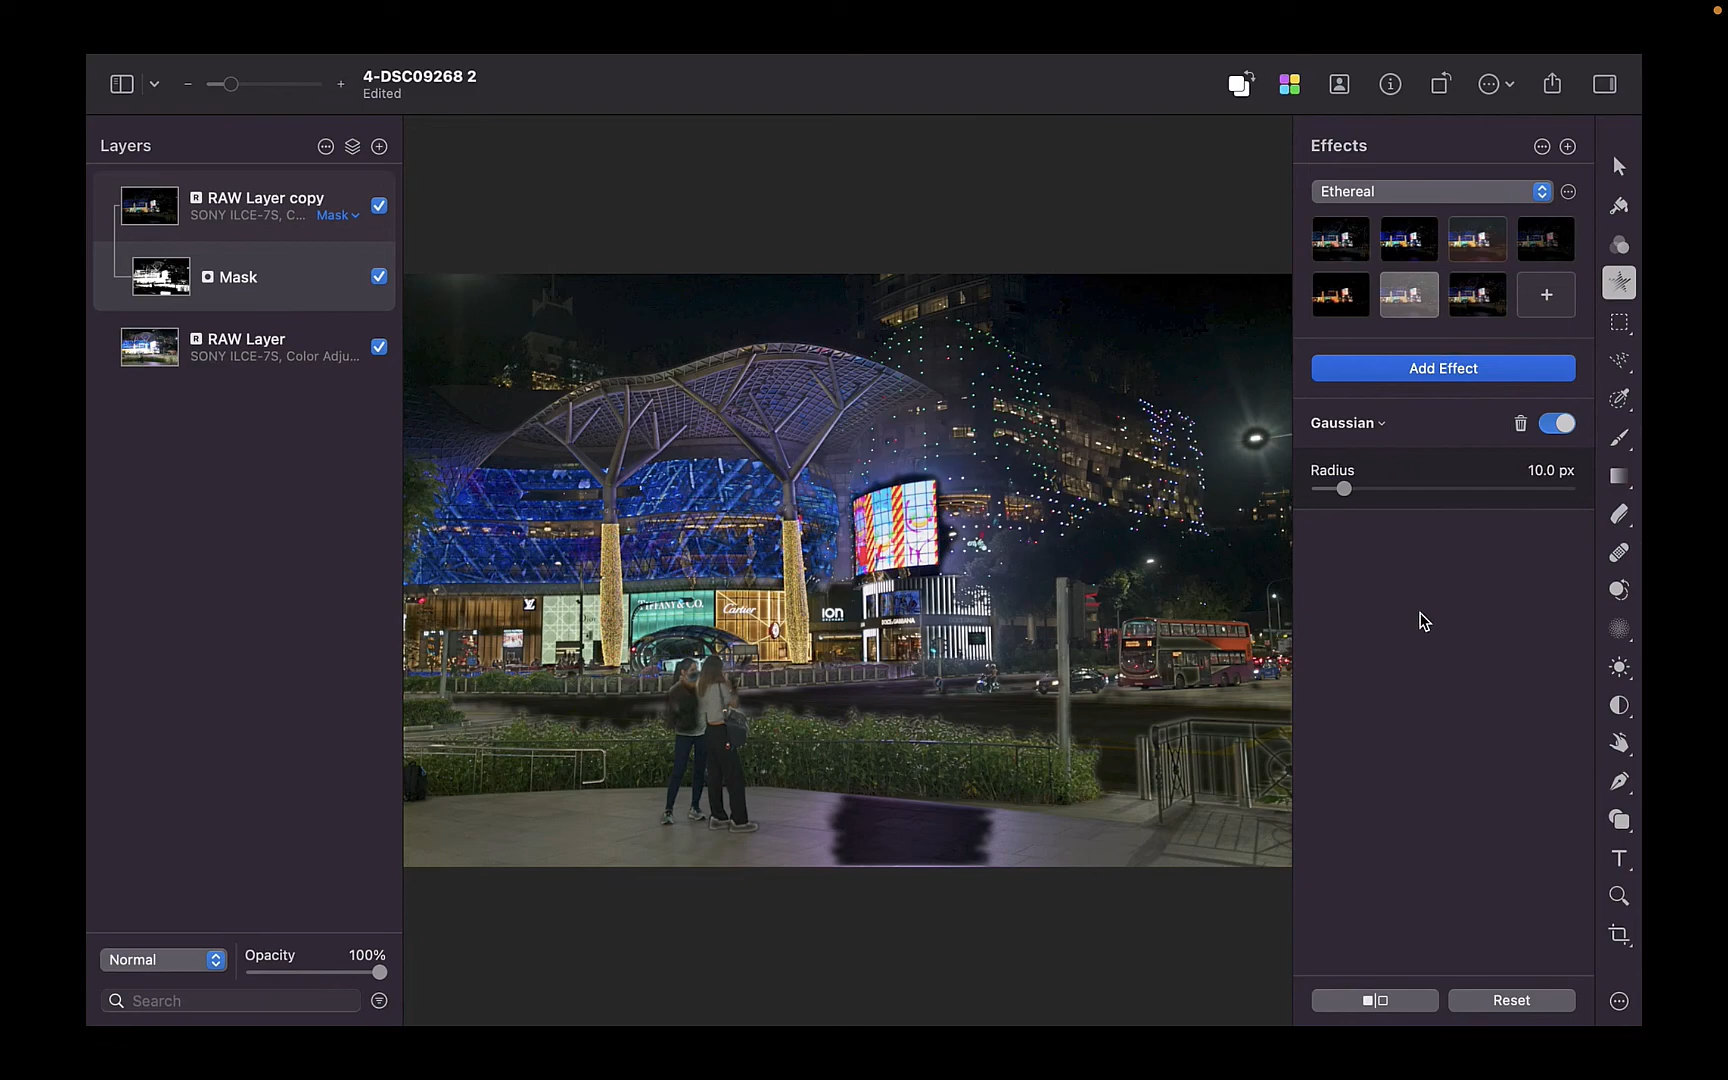 4-DSC09268 2
Edited
Layers
RAW Layer copy
SONY ILCE-7S, C... Mask
Mask
RAW Layer
SONY ILCE-7S, Color Adju...
Normal
Opacity 100%
Search
TIFFANY & CO.
Cartier
ION
DOLCE & GABBANA
Effects
Ethereal
Add Effect
Gaussian
Radius 10.0 px
Reset